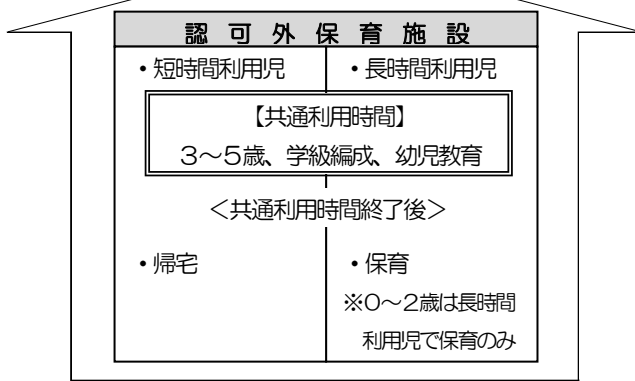 認可外保育施設
・短時間利用児 ・長時間利用児
【共通利用時間】
3～5歳、学級編成、幼児教育
＜共通利用時間終了後＞
・帰宅 ・保育
※0～2歳は長時間
利用児で保育のみ